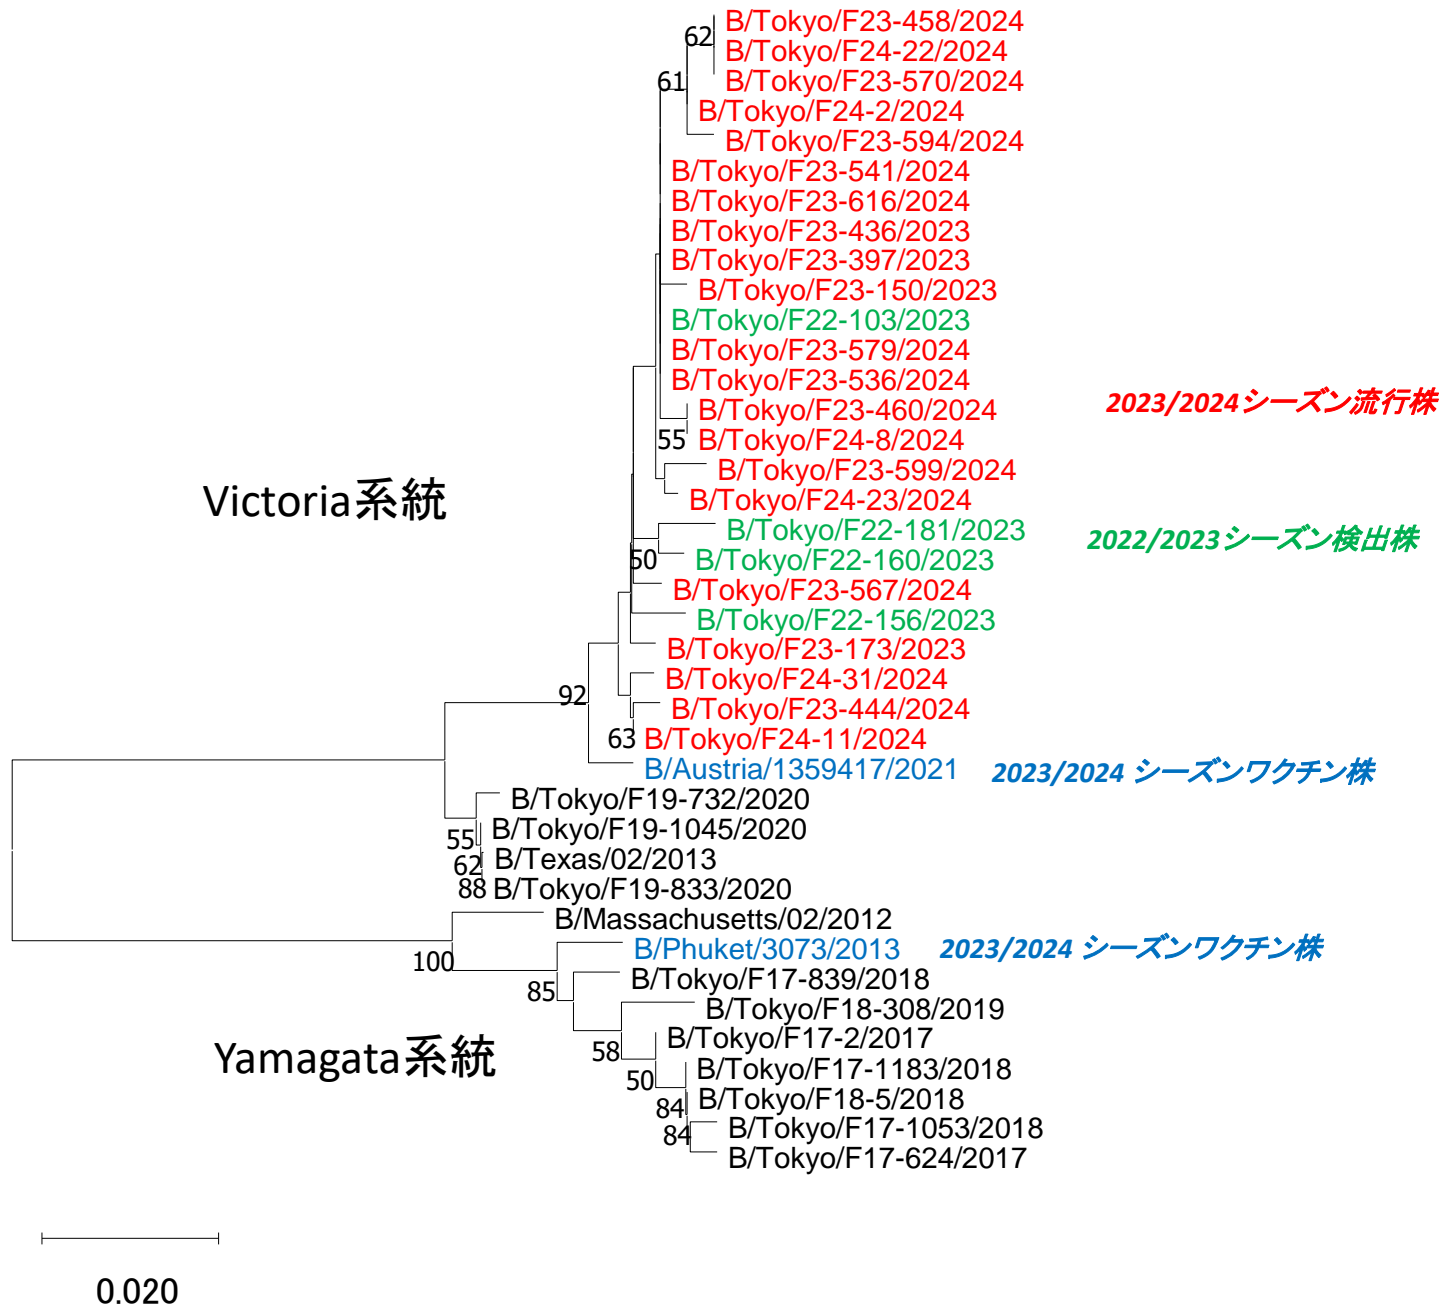 B/Tokyo/F23-458/2024
62
B/Tokyo/F24-22/2024
61
B/Tokyo/F23-570/2024
B/Tokyo/F24-2/2024
B/Tokyo/F23-594/2024
B/Tokyo/F23-541/2024
B/Tokyo/F23-616/2024
B/Tokyo/F23-436/2023
B/Tokyo/F23-397/2023
B/Tokyo/F23-150/2023
B/Tokyo/F22-103/2023
B/Tokyo/F23-579/2024
B/Tokyo/F23-536/2024
2023/2024シーズン流行株
B/Tokyo/F23-460/2024
55
B/Tokyo/F24-8/2024
B/Tokyo/F23-599/2024
Victoria系統
B/Tokyo/F24-23/2024
B/Tokyo/F22-181/2023
2022/2023シーズン検出株
50
B/Tokyo/F22-160/2023
B/Tokyo/F23-567/2024
B/Tokyo/F22-156/2023
B/Tokyo/F23-173/2023
B/Tokyo/F24-31/2024
92
B/Tokyo/F23-444/2024
63
B/Tokyo/F24-11/2024
B/Austria/1359417/2021
2023/2024 シーズンワクチン株
B/Tokyo/F19-732/2020
B/Tokyo/F19-1045/2020
55
B/Texas/02/2013
62
88
B/Tokyo/F19-833/2020
B/Massachusetts/02/2012
B/Phuket/3073/2013
2023/2024 シーズンワクチン株
100
B/Tokyo/F17-839/2018
85
B/Tokyo/F18-308/2019
B/Tokyo/F17-2/2017
58
Yamagata系統
B/Tokyo/F17-1183/2018
50
B/Tokyo/F18-5/2018
84
B/Tokyo/F17-1053/2018
84
B/Tokyo/F17-624/2017
0.020